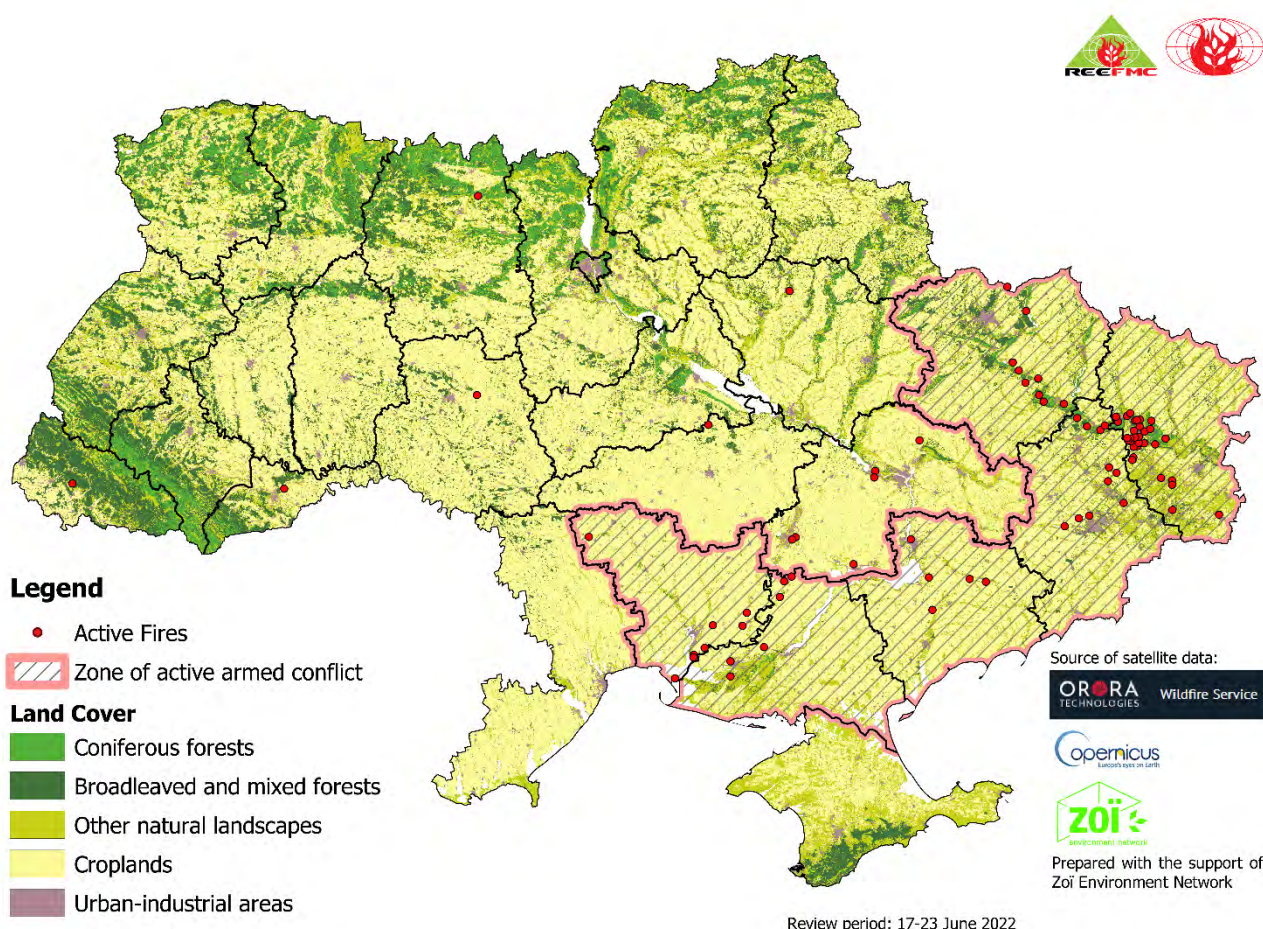 REEFMC
Legend
Active Fires
Zone of active armed conflict
Land Cover
Coniferous forests
Broadleaved and mixed forests
Other natural landscapes
Croplands
Urban-industrial areas
Source of satellite data:
ORORA
TECHNOLOGIES
Wildfire Service
opernicus
Europe's eyes on Earth
ZOÏ
environment network
Prepared with the support of
Zoï Environment Network
Review period: 17-23 June 2022